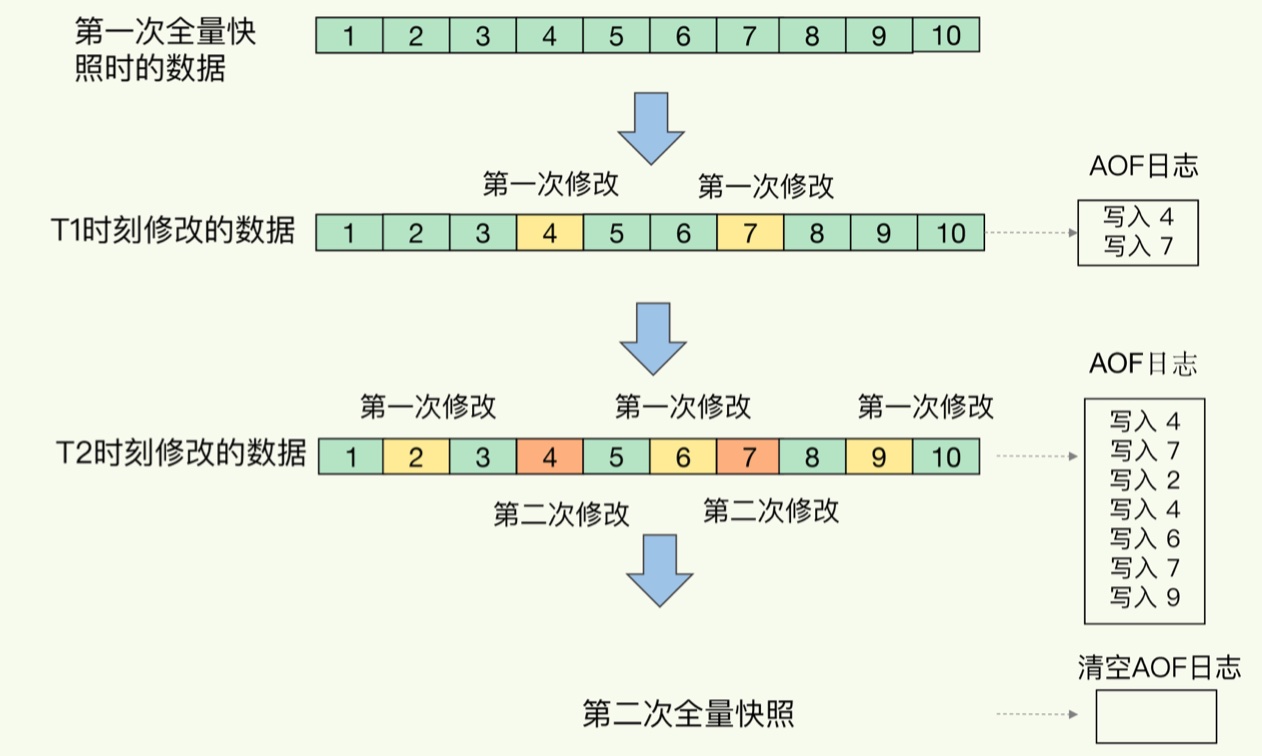 第一次全量快
照时的数据
1 2 3 4 5 6 7 8 9 10
第一次修改 第一次修改
AOF日志
T1时刻修改的数据 1 2 3 4 5 6 7 8 9 10
写入 4
写入 7
AOF日志
第一次修改 第一次修改 第一次修改
T2时刻修改的数据 1 2 3 4 5 6 7 8 9 10
第二次修改 第二次修改
写入 4
写入 7
写入 2
写入 4
写入 6
写入 7
写入 9
清空AOF日志
第二次全量快照